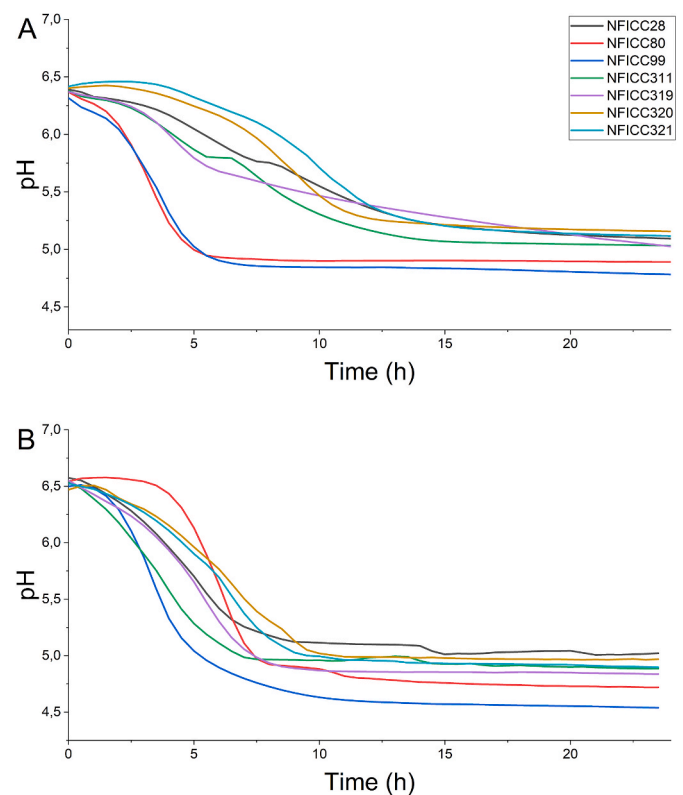 A
7,0
6,5
6,0
5,5
5,0
4,5
pH
0
5
10
15
20
Time (h)
NFICC28
NFICC80
NFICC99
NFICC311
NFICC319
NFICC320
NFICC321
B
7,0
6,5
6,0
5,5
5,0
4,5
pH
0
5
10
15
20
Time (h)